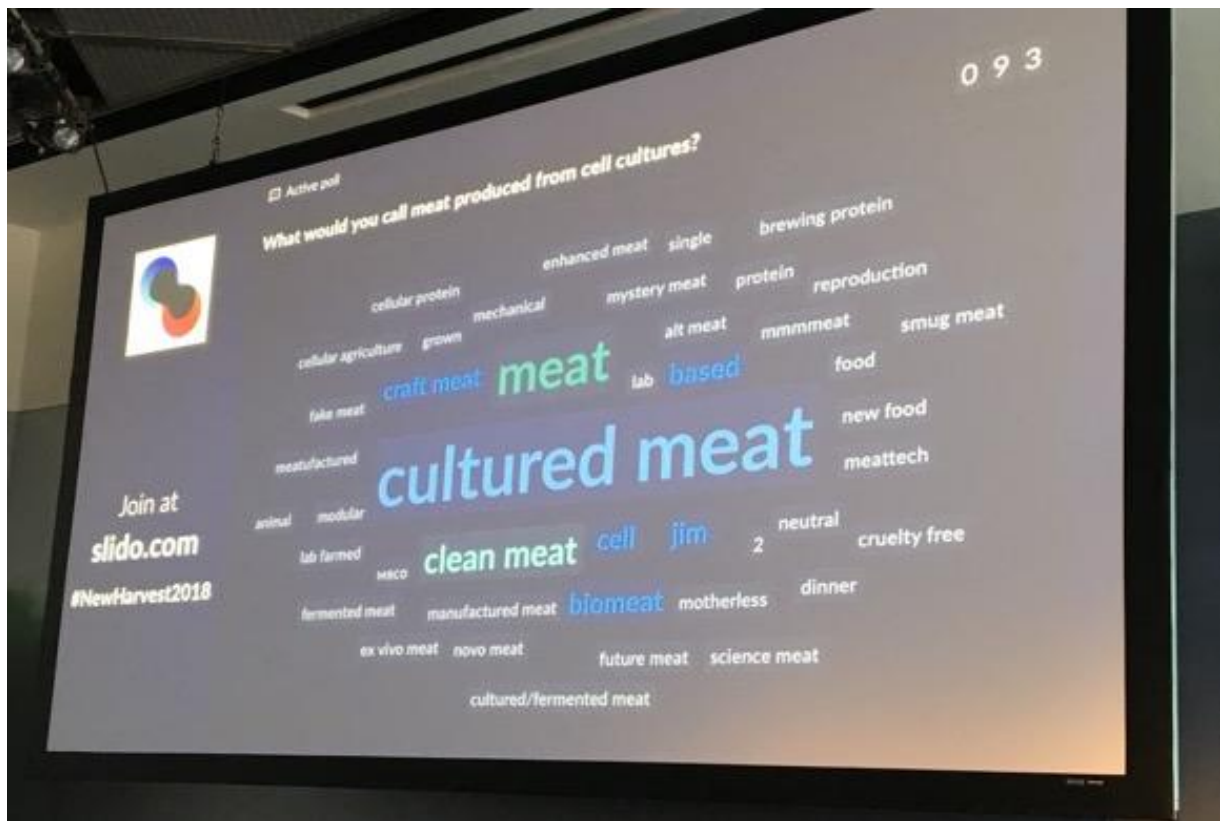 0 9 3
Active poll
What would you call meat produced from cell cultures?
brewing protein
enhanced meat single
cellular protein mechanical mystery meat protein reproduction
cellular agriculture grown alt meat mmmmeat smug meat
craft meat meat lab based food
fake meat
cultured meat new food
meatufactured meattech
animal modular
lab farmed clean meat cell jim 2 neutral cruelty free
fermented meat manufactured meat biomeat motherless dinner
ex vivo meat novo meat future meat science meat
cultured/fermented meat
Join at
slido.com
#NewHarvest2018